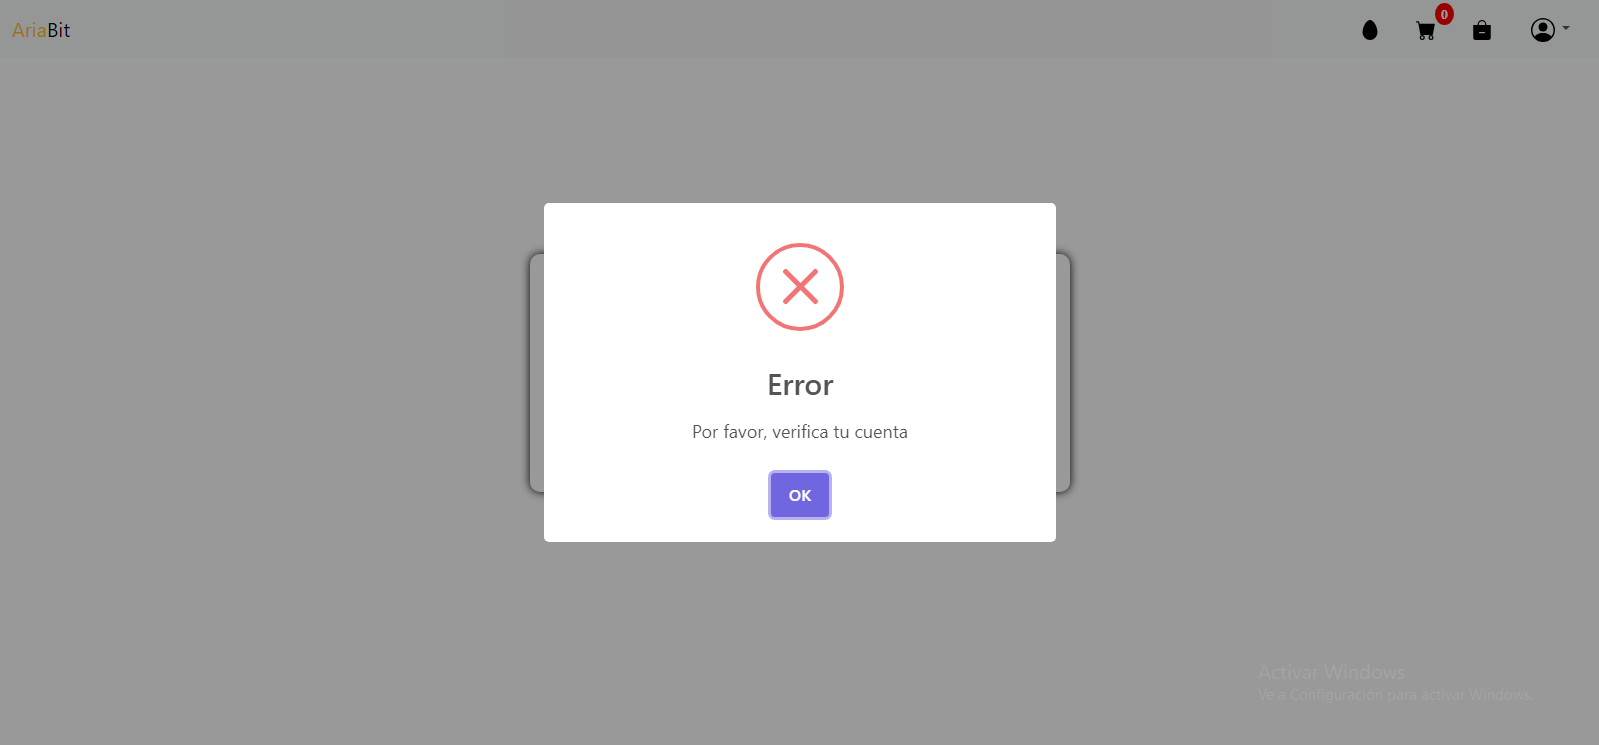 AriaBit
0
Error
Por favor, verifica tu cuenta
OK
Activar Windows
Ve a Configuración para activar Windows.